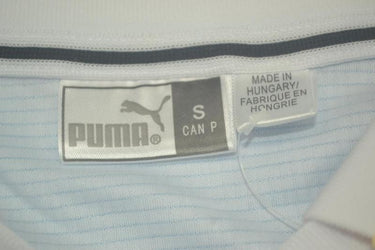 PUMA®
S
CAN P
MADE IN
HUNGARY/
FABRIQUE EN
HONGRIE